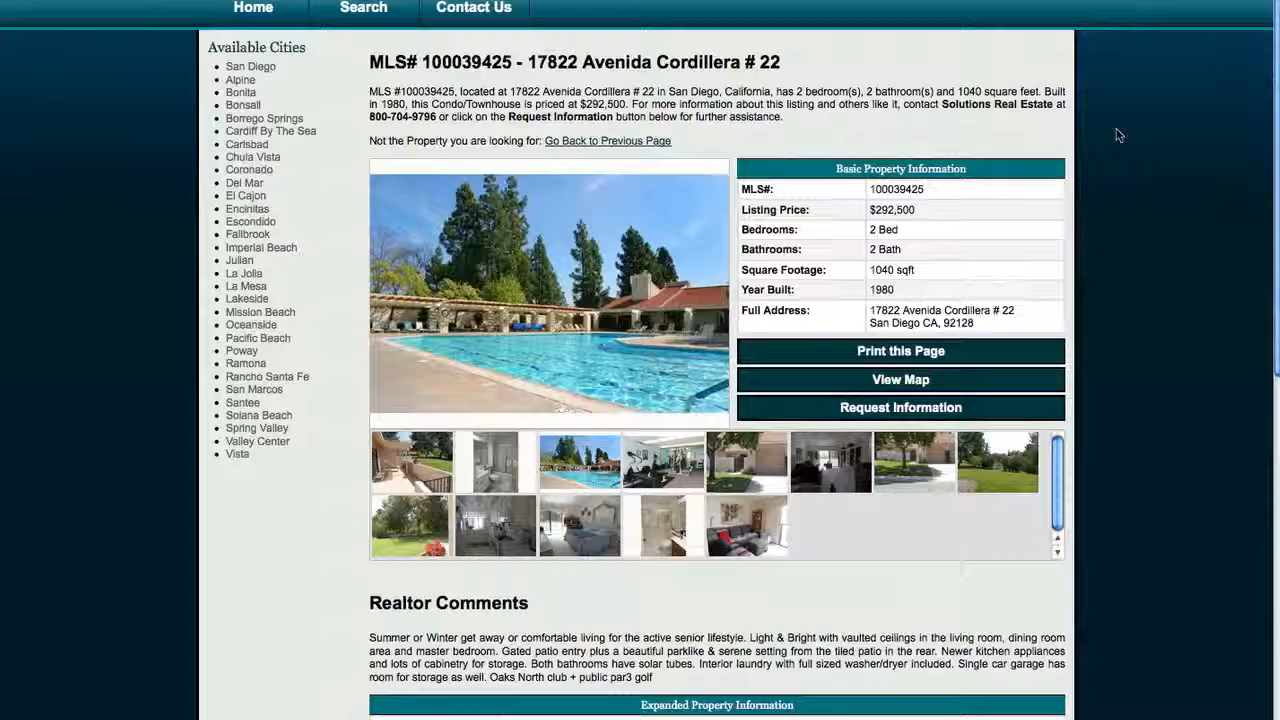 Home
Search
Contact Us
Available Cities
San Diego
Alpine
Bonita
Bonsall
Borrego Springs
Cardiff By The Sea
Carlsbad
Chula Vista
Coronado
Del Mar
El Cajon
Encinitas
Escondido
Fallbrook
Imperial Beach
Julian
La Jolla
La Mesa
Lakeside
Mission Beach
Oceanside
Pacific Beach
Poway
Ramona
Rancho Santa Fe
San Marcos
Santee
Solana Beach
Spring Valley
Valley Center
Vista
MLS# 100039425 - 17822 Avenida Cordillera # 22
MLS #100039425, located at 17822 Avenida Cordillera # 22 in San Diego, California, has 2 bedroom(s), 2 bathroom(s) and 1040 square feet. Built
in 1980, this Condo/Townhouse is priced at $292,500. For more information about this listing and others like it, contact Solutions Real Estate at
800-704-9796 or click on the Request Information button below for further assistance.
Not the Property you are looking for: Go Back to Previous Page
Basic Property Information
MLS#: 100039425
Listing Price: $292,500
Bedrooms: 2 Bed
Bathrooms: 2 Bath
Square Footage: 1040 sqft
Year Built: 1980
Full Address: 17822 Avenida Cordillera # 22
San Diego CA, 92128
Print this Page
View Map
Request Information
Realtor Comments
Summer or Winter get away or comfortable living for the active senior lifestyle. Light & Bright with vaulted ceilings in the living room, dining room
area and master bedroom. Gated patio entry plus a beautiful parklike & serene setting from the tiled patio in the rear. Newer kitchen appliances
and lots of cabinetry for storage. Both bathrooms have solar tubes. Interior laundry with full sized washer/dryer included. Single car garage has
room for storage as well. Oaks North club + public par3 golf
Expanded Property Information